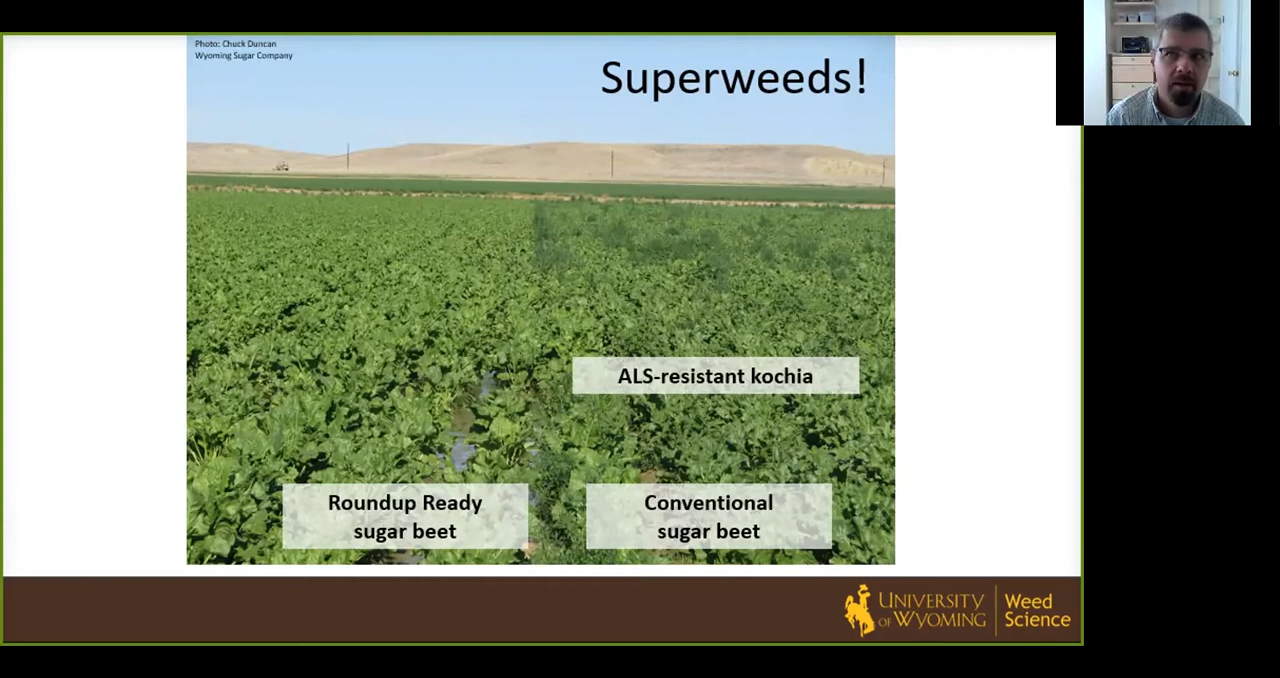 Photo: Chuck Duncan
Wyoming Sugar Company
Superweeds!
ALS-resistant kochia
Roundup Ready
sugar beet
Conventional
sugar beet
UNIVERSITY
OF WYOMING
Weed
Science